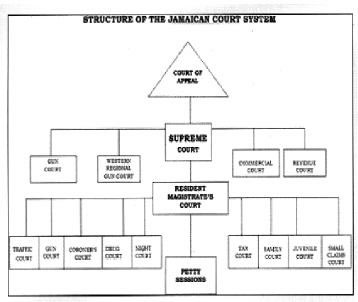 STRUCTURE OF THE JAMAICAN COURT SYSTEM
COURT OF
APPEAL
SUPREME
COURT
GUN
COURT
WESTERN
REGIONAL
GUN COURT
COMMERCIAL
COURT
REVENUE
COURT
RESIDENT
MAGISTRATE'S
COURT
TRAFFIC
COURT
GUN
COURT
CORONER'S
COURT
DRUG
COURT
NIGHT
COURT
TAX
COURT
FAMILY
COURT
JUVENILE
COURT
SMALL
CLAIMS
COURT
PETTY
SESSIONS